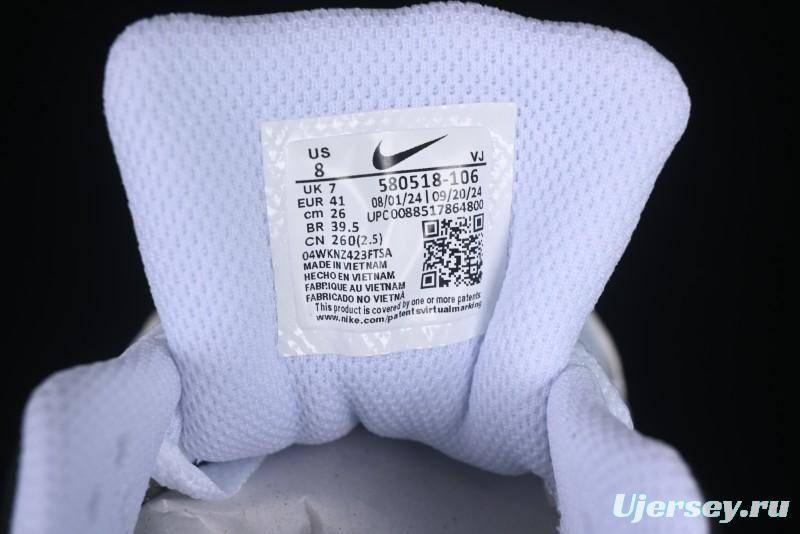 US
8
VJ
UK 7 580518-106
EUR 41 08/01/24 | 09/20/24
cm 26 UPC 0088517864800
BR 39.5
CN 260(2.5)
04WKNZ423FTSA
MADE IN VIETNAM
HECHO EN VIETNAM
FABRIQUE AU VIETNAM
FABRICADO NO VIETNÃ
This product is covered by one or more patents
www.nike.com/patentsvirtualmarking
Ujersey.ru